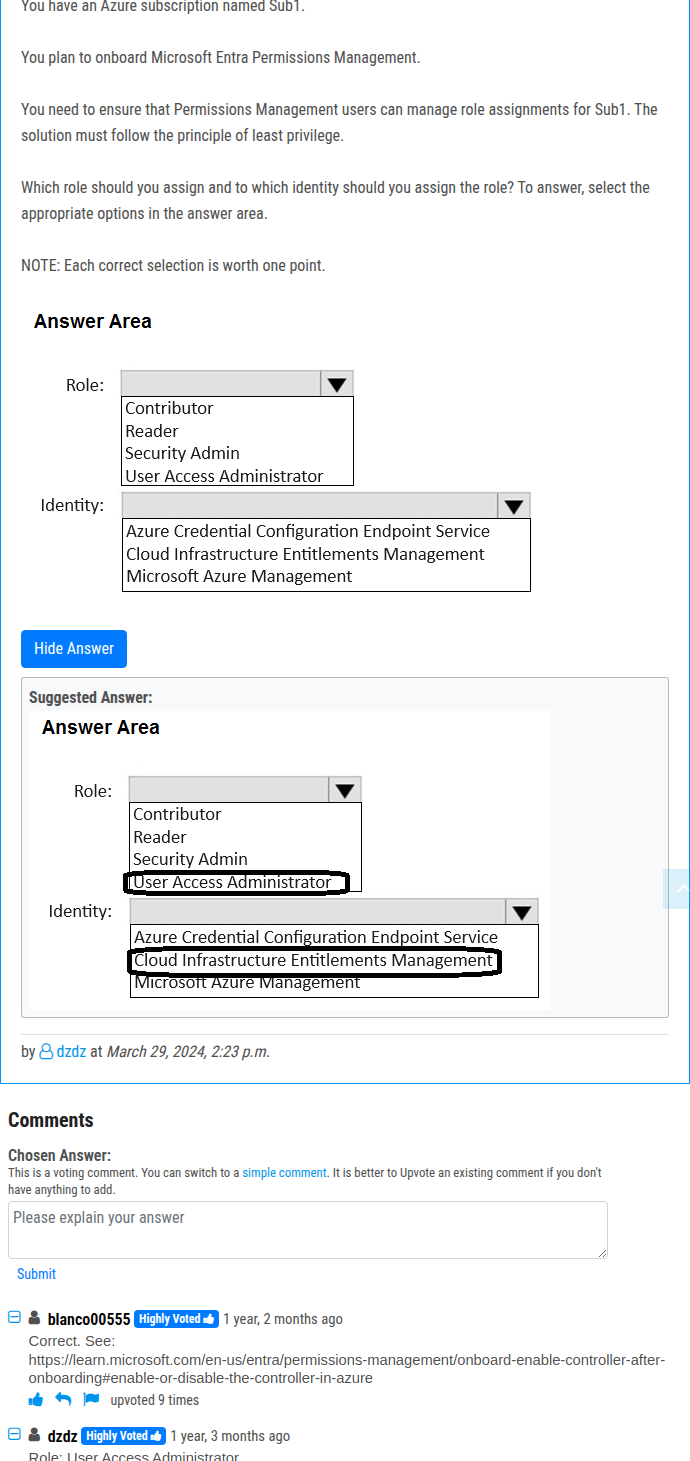 You have an Azure subscription named Sub1.
You plan to onboard Microsoft Entra Permissions Management.
You need to ensure that Permissions Management users can manage role assignments for Sub1. The
solution must follow the principle of least privilege.
Which role should you assign and to which identity should you assign the role? To answer, select the
appropriate options in the answer area.
NOTE: Each correct selection is worth one point.
Answer Area
Role:
Contributor
Reader
Security Admin
User Access Administrator
Identity:
Azure Credential Configuration Endpoint Service
Cloud Infrastructure Entitlements Management
Microsoft Azure Management
Hide Answer
Suggested Answer:
Answer Area
Role:
Contributor
Reader
Security Admin
User Access Administrator
Identity:
Azure Credential Configuration Endpoint Service
Cloud Infrastructure Entitlements Management
Microsoft Azure Management
by dzdz at March 29, 2024, 2:23 p.m.
Comments
Chosen Answer:
This is a voting comment. You can switch to a simple comment. It is better to Upvote an existing comment if you don't
have anything to add.
Please explain your answer
Submit
blanco00555 Highly Voted 1 year, 2 months ago
Correct. See:
https://learn.microsoft.com/en-us/entra/permissions-management/onboard-enable-controller-after-
onboarding#enable-or-disable-the-controller-in-azure
upvoted 9 times
dzdz Highly Voted 1 year, 3 months ago
Role: User Access Administrator